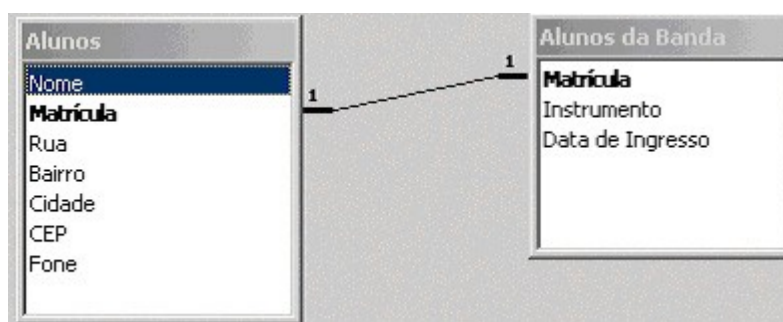 Alunos
Nome
Matrícula
Rua
Bairro
Cidade
CEP
Fone
1
1
Alunos da Banda
Matrícula
Instrumento
Data de Ingresso